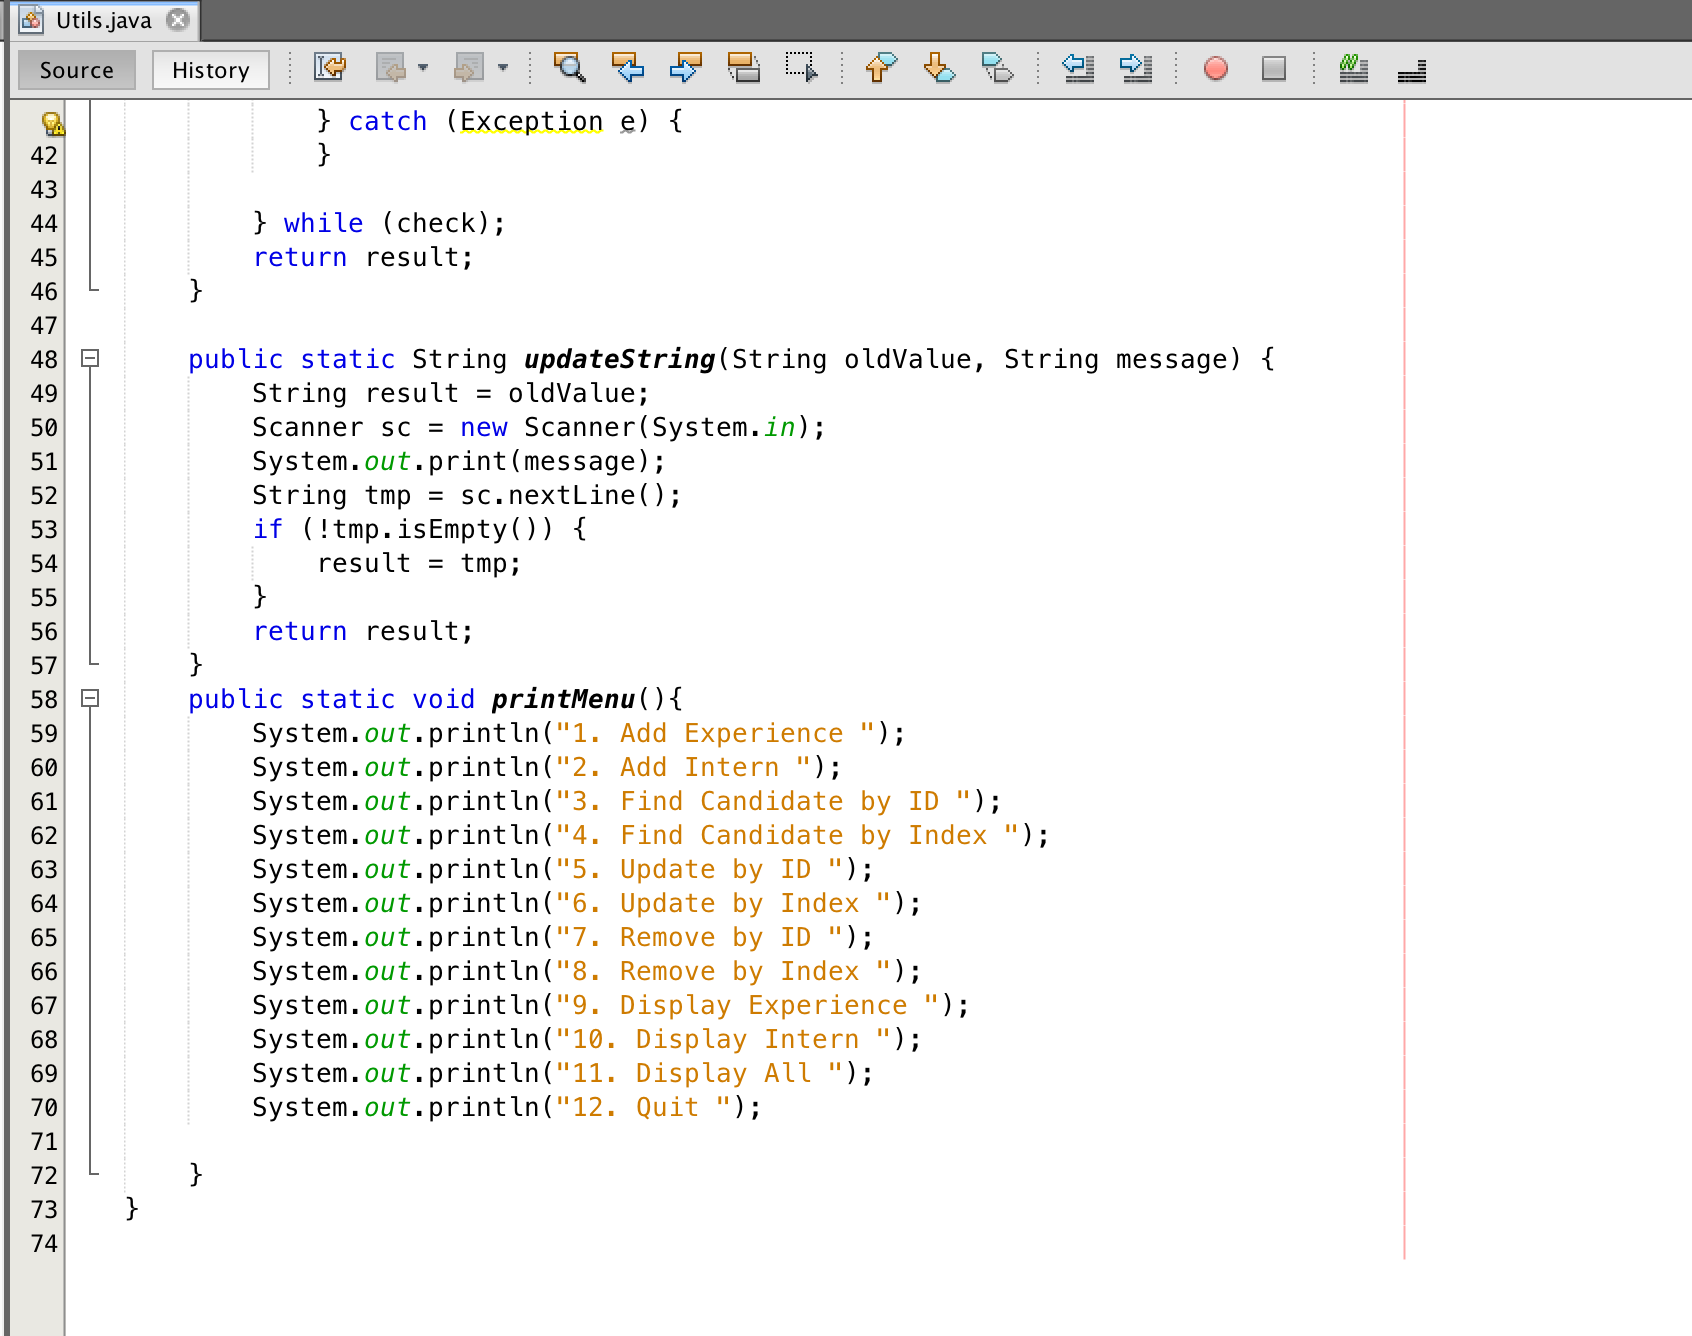 Utils.java
Source History
} catch (Exception e) {
42 }
43
44 } while (check);
45 return result;
46 }
47
48 public static String updateString(String oldValue, String message) {
49 String result = oldValue;
50 Scanner sc = new Scanner(System.in);
51 System.out.print(message);
52 String tmp = sc.nextLine();
53 if (!tmp.isEmpty()) {
54 result = tmp;
55 }
56 return result;
57 }
58 public static void printMenu(){
59 System.out.println("1. Add Experience ");
60 System.out.println("2. Add Intern ");
61 System.out.println("3. Find Candidate by ID ");
62 System.out.println("4. Find Candidate by Index ");
63 System.out.println("5. Update by ID ");
64 System.out.println("6. Update by Index ");
65 System.out.println("7. Remove by ID ");
66 System.out.println("8. Remove by Index ");
67 System.out.println("9. Display Experience ");
68 System.out.println("10. Display Intern ");
69 System.out.println("11. Display All ");
70 System.out.println("12. Quit ");
71
72 }
73 }
74